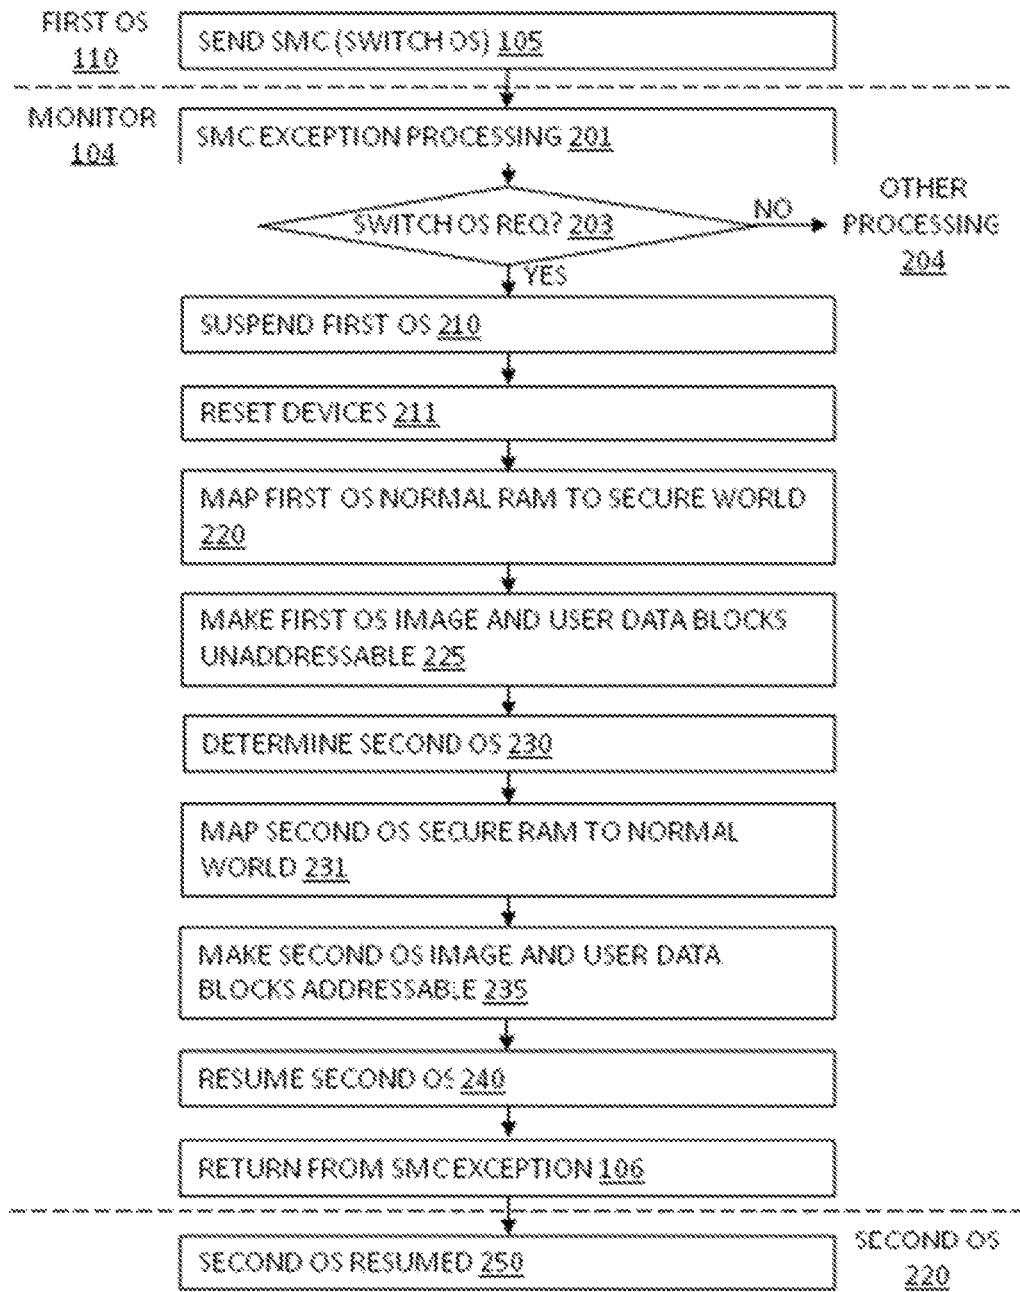 FIRST OS
110
SEND SMC (SWITCH OS) 105
MONITOR
104
SMC EXCEPTION PROCESSING 201
SWITCH OS REQ? 203
NO
OTHER
PROCESSING
204
YES
SUSPEND FIRST OS 210
RESET DEVICES 211
MAP FIRST OS NORMAL RAM TO SECURE WORLD
220
MAKE FIRST OS IMAGE AND USER DATA BLOCKS
UNADDRESSABLE 225
DETERMINE SECOND OS 230
MAP SECOND OS SECURE RAM TO NORMAL
WORLD 231
MAKE SECOND OS IMAGE AND USER DATA
BLOCKS ADDRESSABLE 235
RESUME SECOND OS 240
RETURN FROM SMC EXCEPTION 106
SECOND OS RESUMED 250
SECOND OS
220